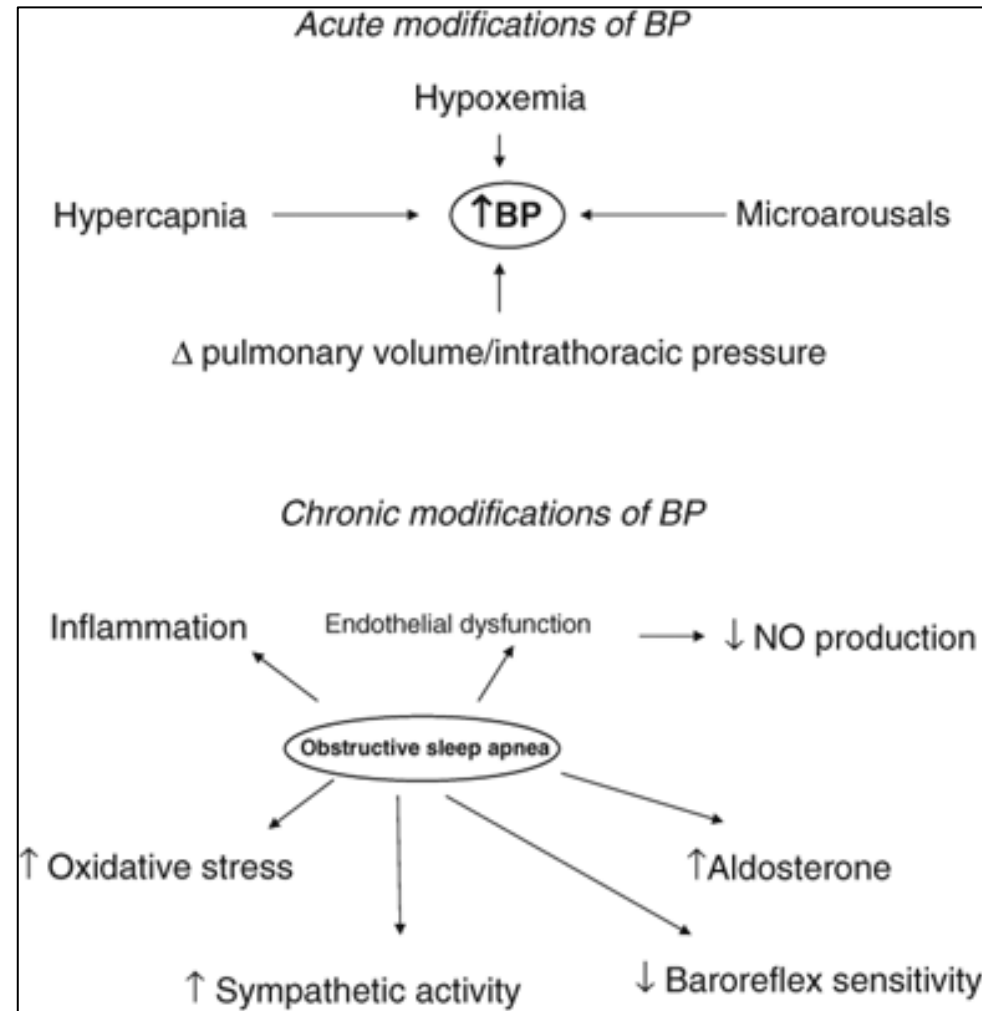 Acute modifications of BP
Hypoxemia
Hypercapnia
↑BP
Microarousals
Δ pulmonary volume/intrathoracic pressure
Chronic modifications of BP
Inflammation
Endothelial dysfunction
↓ NO production
Obstructive sleep apnea
↑ Oxidative stress
↑Aldosterone
↑ Sympathetic activity
↓ Baroreflex sensitivity